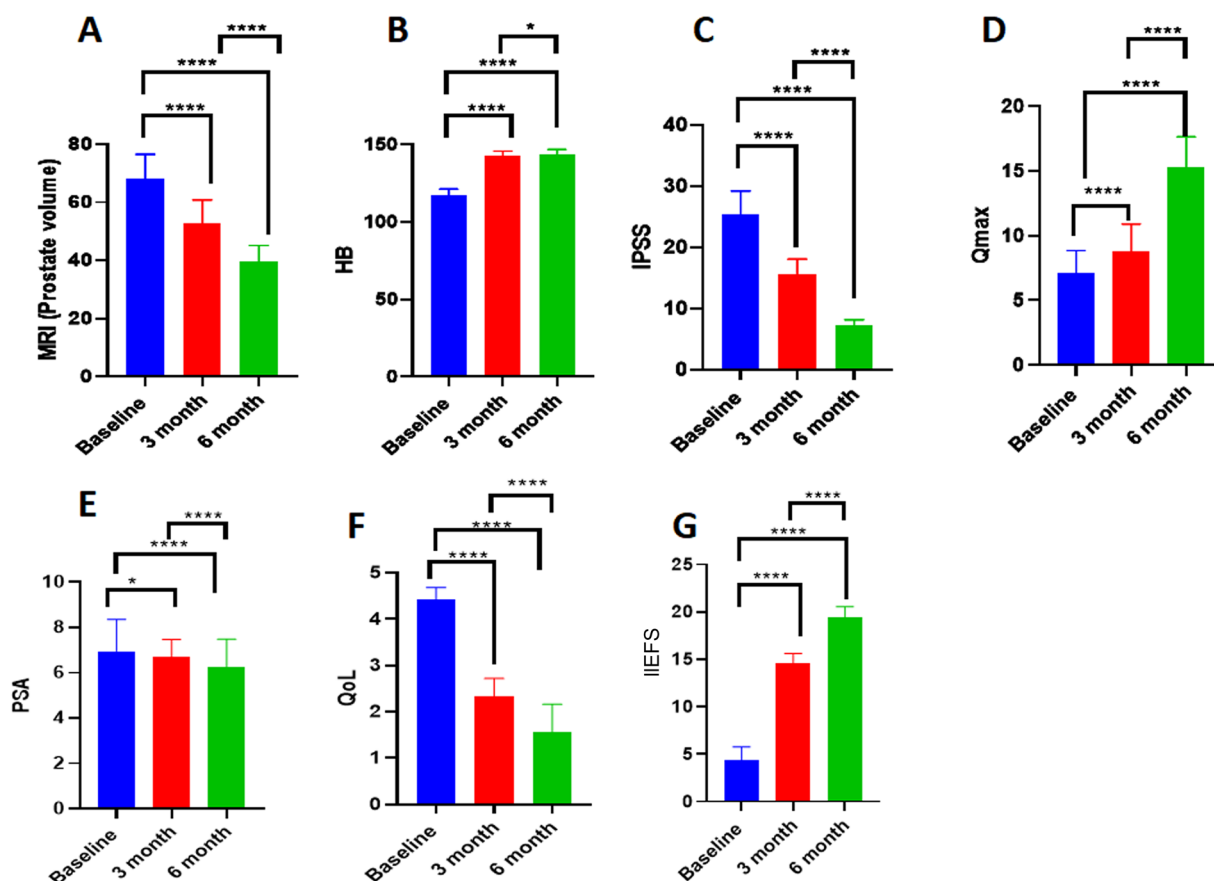 A
****
****
****
MRI (Prostate volume)
80
60
40
20
0
Baseline
3 month
6 month
B
*
****
****
HB
150
100
50
0
Baseline
3 month
6 month
C
****
****
****
IPSS
40
30
20
10
0
Baseline
3 month
6 month
D
****
****
****
Qmax
20
15
10
5
0
Baseline
3 month
6 month
E
****
****
*
PSA
10
8
6
4
2
0
Baseline
3 month
6 month
F
****
****
****
QoL
5
4
3
2
1
0
Baseline
3 month
6 month
G
****
****
****
IIEFS
25
20
15
10
5
0
Baseline
3 month
6 month